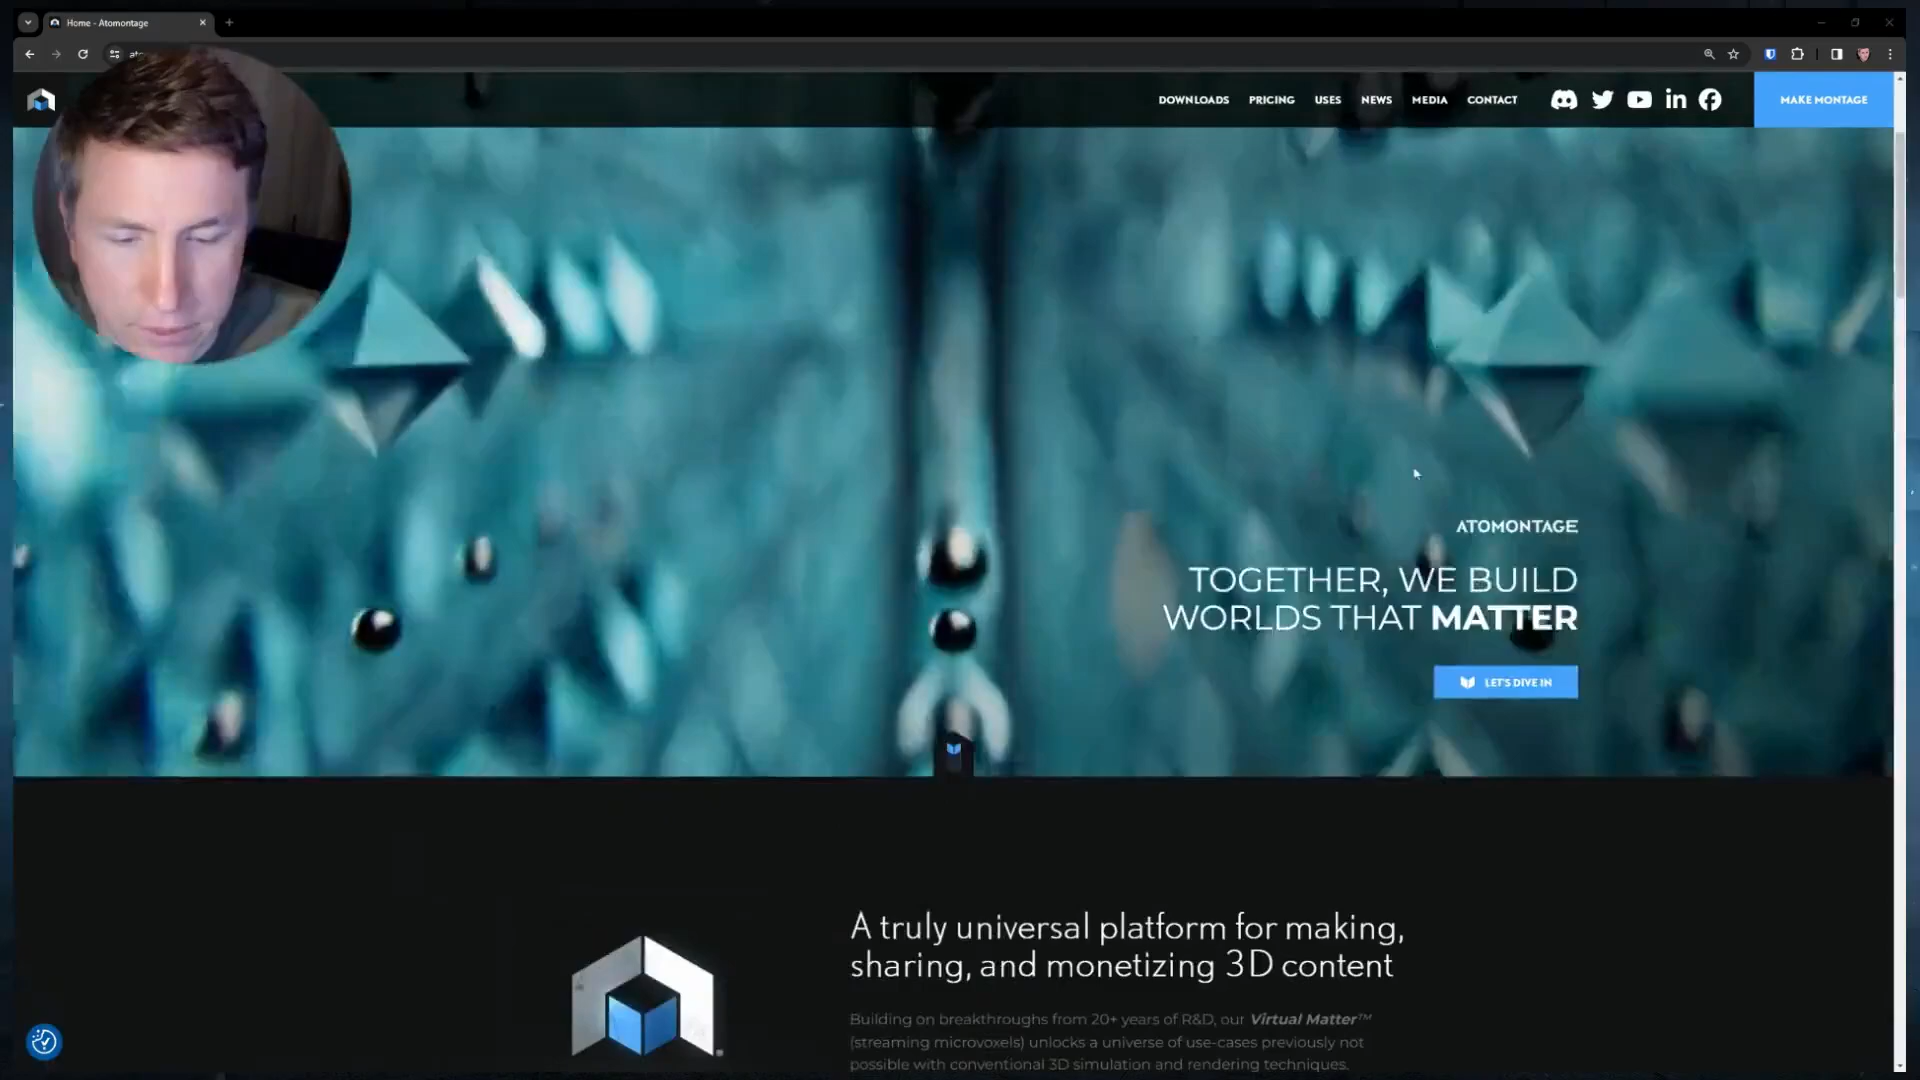 Home - Atomontage
DOWNLOADS PRICING USES NEWS MEDIA CONTACT
MAKE MONTAGE
ATOMONTAGE
TOGETHER, WE BUILD
WORLDS THAT MATTER
LET'S DIVE IN
A truly universal platform for making,
sharing, and monetizing 3D content
Building on breakthroughs from 20+ years of R&D, our Virtual Matter™
(streaming microvoxels) unlocks a universe of use-cases previously not
possible with conventional 3D simulation and rendering techniques.